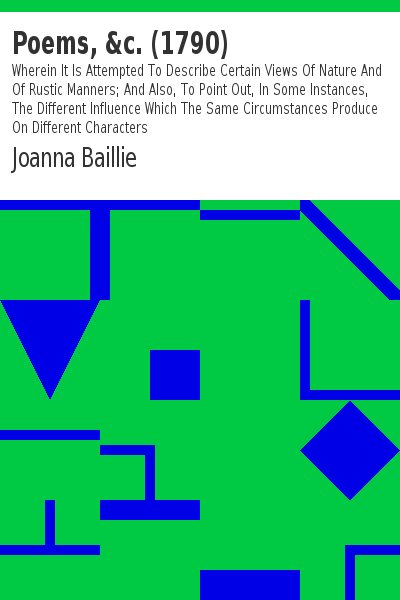 Poems, &c. (1790)
Wherein It Is Attempted To Describe Certain Views Of Nature And
Of Rustic Manners; And Also, To Point Out, In Some Instances,
The Different Influence Which The Same Circumstances Produce
On Different Characters
Joanna Baillie